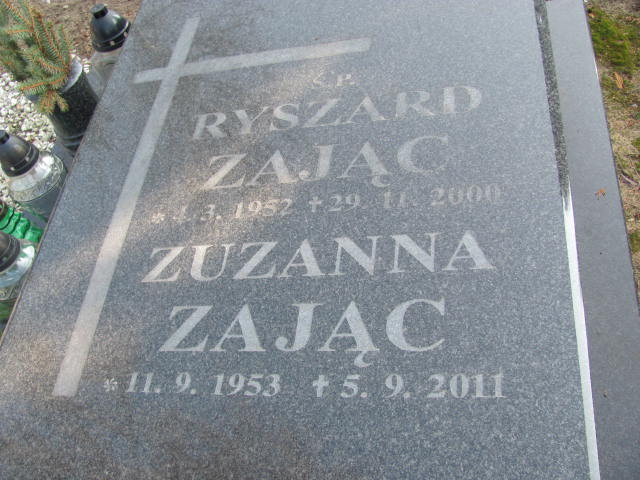 Ś.P.
RYSZARD
ZAJĄC
* 4.3. 1952 † 29. 11. 2000
ZUZANNA
ZAJĄC
* 11. 9. 1953 † 5. 9. 2011